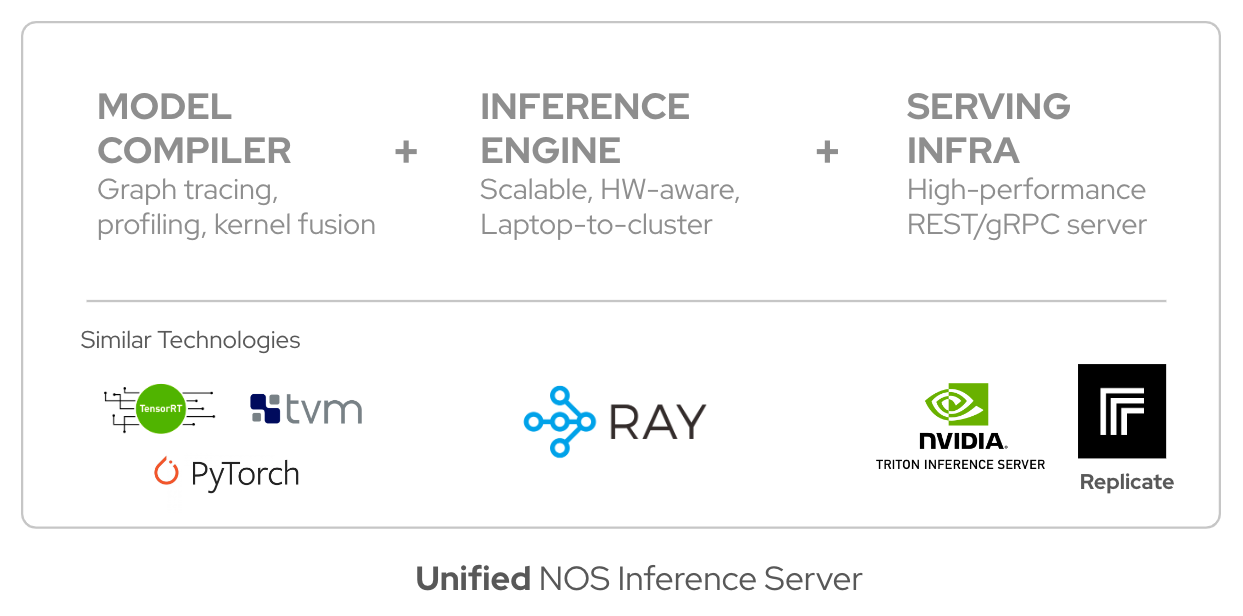 MODEL
COMPILER
Graph tracing,
profiling, kernel fusion
+
INFERENCE
ENGINE
Scalable, HW-aware,
Laptop-to-cluster
+
SERVING
INFRA
High-performance
REST/gRPC server
Similar Technologies
TensorRT
tvm
PyTorch
RAY
NVIDIA.
TRITON INFERENCE SERVER
Replicate
Unified NOS Inference Server